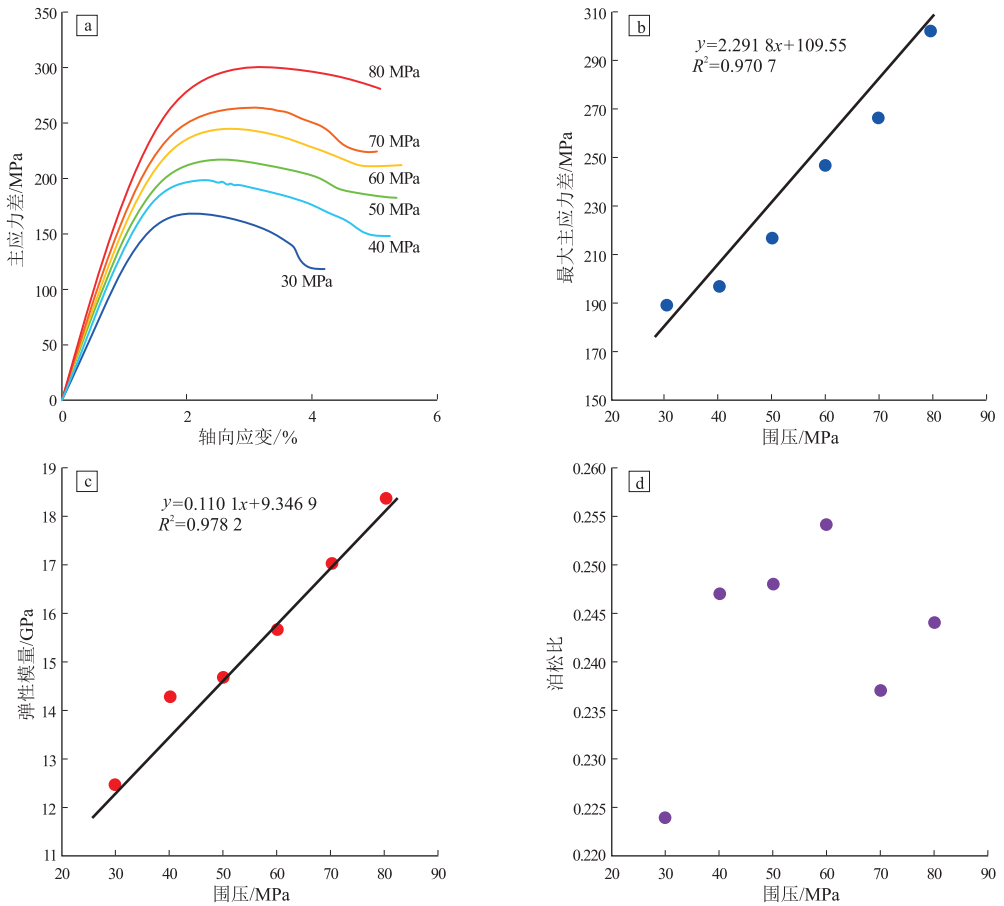 a
350
300
250
200
150
100
50
0
主应力差/MPa
80 MPa
70 MPa
60 MPa
50 MPa
40 MPa
30 MPa
0 2 4 6
轴向应变/%
b
y=2.291 8x+109.55
R²=0.970 7
310
290
270
250
230
210
190
170
150
最大主应力差/MPa
20 30 40 50 60 70 80 90
围压/MPa
c
y=0.110 1x+9.346 9
R²=0.978 2
19
18
17
16
15
14
13
12
11
弹性模量/GPa
20 30 40 50 60 70 80 90
围压/MPa
d
0.260
0.255
0.250
0.245
0.240
0.235
0.230
0.225
0.220
泊松比
20 30 40 50 60 70 80 90
围压/MPa